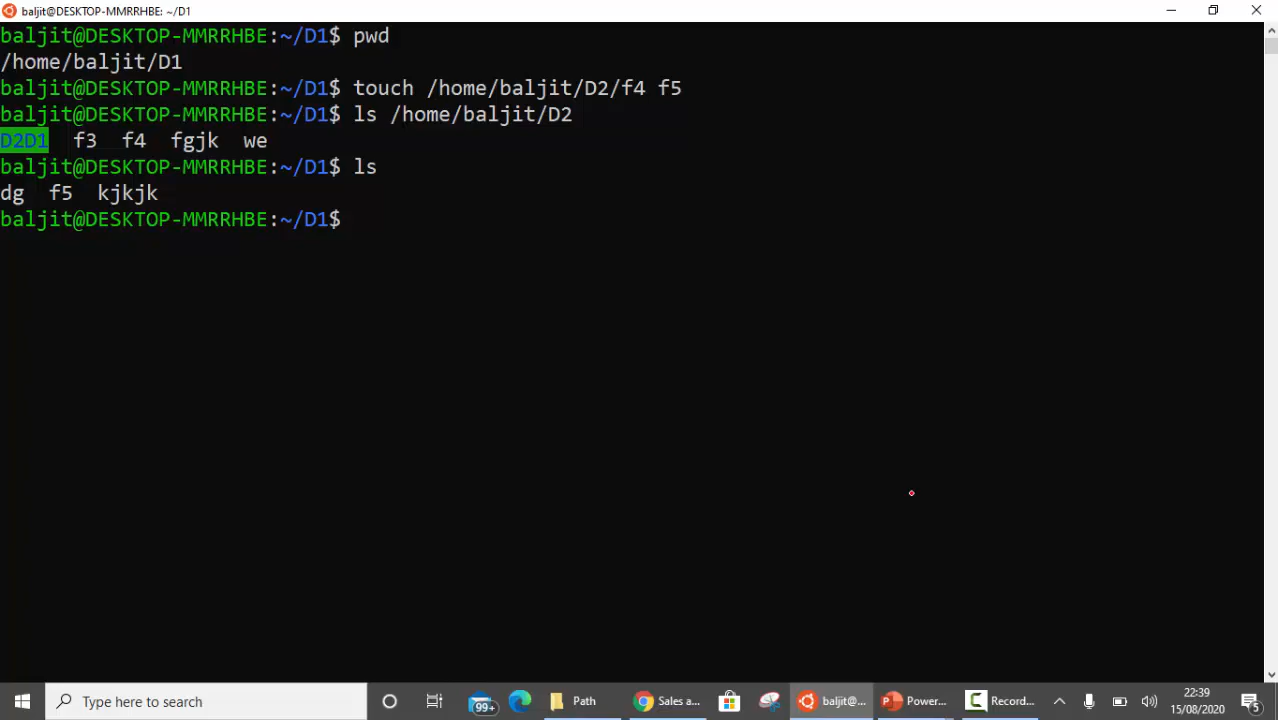 baljit@DESKTOP-MMRRHBE: ~/D1
baljit@DESKTOP-MMRRHBE:~/D1$ pwd
/home/baljit/D1
baljit@DESKTOP-MMRRHBE:~/D1$ touch /home/baljit/D2/f4 f5
baljit@DESKTOP-MMRRHBE:~/D1$ ls /home/baljit/D2
D2D1  f3  f4  fgjk  we
baljit@DESKTOP-MMRRHBE:~/D1$ ls
dg  f5  kjkjk
baljit@DESKTOP-MMRRHBE:~/D1$
Type here to search
99+
Path
Sales a...
baljit@...
Power...
Record...
22:39
15/08/2020
5